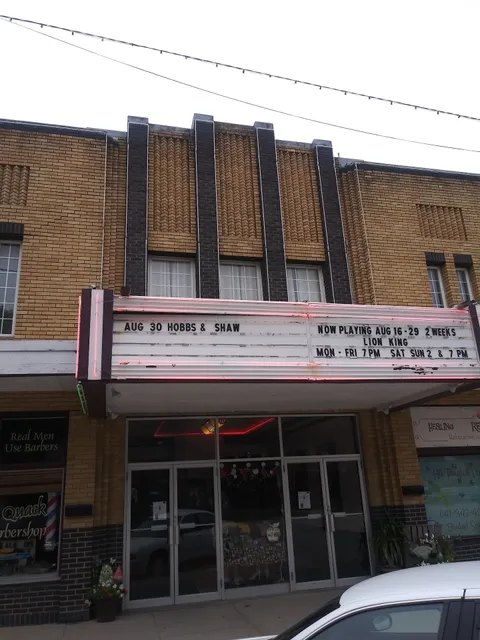 AUG 30 HOBBS & SHAW
NOW PLAYING AUG 16-29 2 WEEKS
LION KING
MON - FRI 7 PM SAT SUN 2 & 7 PM
Real Men
Use Barbers
Quack
rbershop